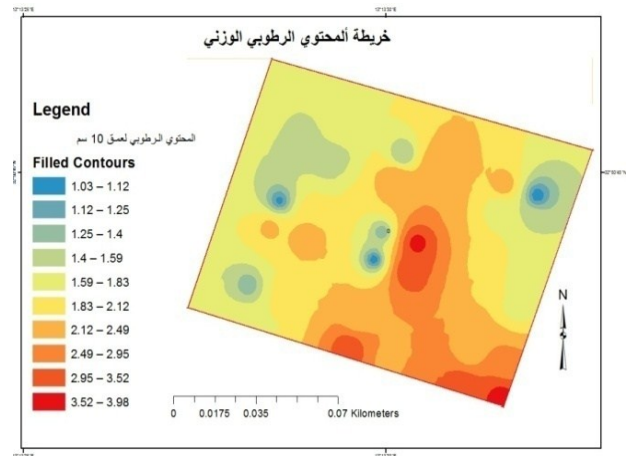 خريطة ألمحتوي الرطوبي الوزني
Legend
المحتوي الرطوبي لعمق 10 سم
Filled Contours
1.03 – 1.12
1.12 – 1.25
1.25 – 1.4
1.4 – 1.59
1.59 – 1.83
1.83 – 2.12
2.12 – 2.49
2.49 – 2.95
2.95 – 3.52
3.52 – 3.98
N
0 0.0175 0.035 0.07 Kilometers